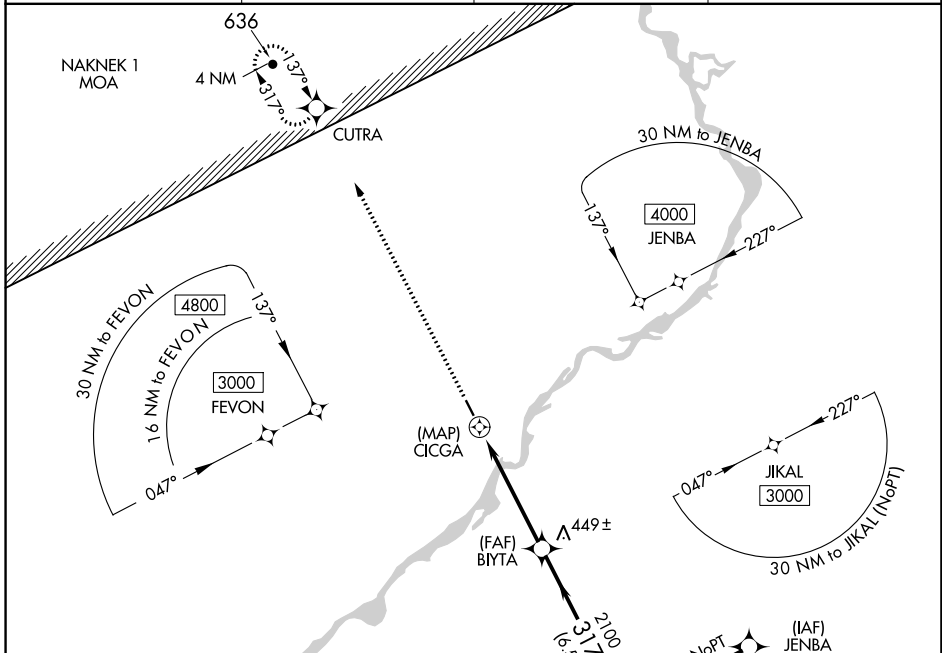 636
NAKNEK 1
MOA
4 NM
137°
317°
CUTRA
30 NM to JENBA
137°
4000
JENBA
227°
30 NM to FEVON
4800
137°
16 NM to FEVON
3000
FEVON
047°
(MAP)
CICGA
227°
047°
JIKAL
3000
30 NM to JIKAL (NoPT)
449±
(FAF)
BIYTA
2100
317
(6.
NoPT
(IAF)
JENBA